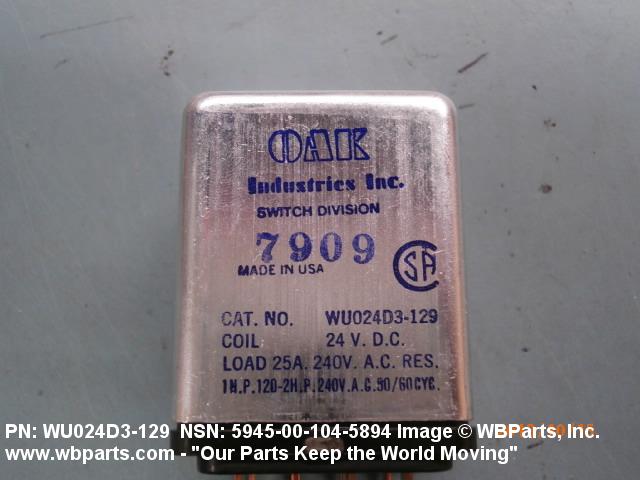 OAK
Industries Inc.
SWITCH DIVISION
7909
MADE IN USA
CSA
CAT. NO. WU024D3-129
COIL 24 V. D.C.
LOAD 25A. 240V. A.C. RES.
1H.P. 120-2H.P. 240V. A.C. 50/60CYC.
PN: WU024D3-129 NSN: 5945-00-104-5894 Image © WBParts, Inc.
www.wbparts.com - "Our Parts Keep the World Moving"